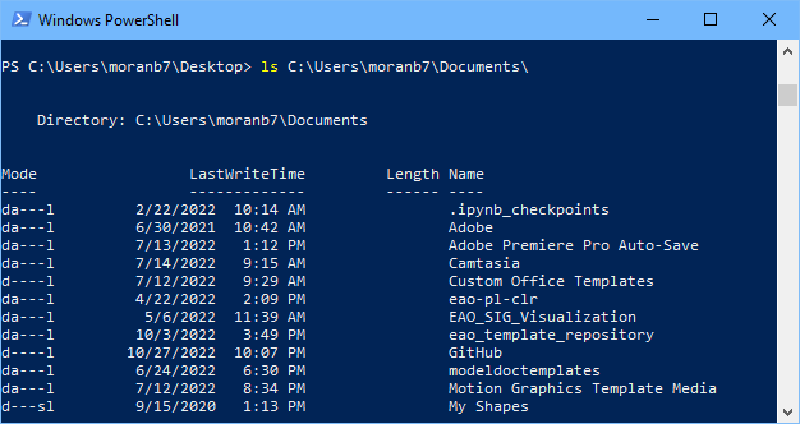 Windows PowerShell
PS C:\Users\moranb7\Desktop> ls C:\Users\moranb7\Documents\
Directory: C:\Users\moranb7\Documents
Mode LastWriteTime Length Name
---- ------------- ------ ----
da---l 2/22/2022 10:14 AM .ipynb_checkpoints
da---l 6/30/2021 10:42 AM Adobe
da---l 7/13/2022 1:12 PM Adobe Premiere Pro Auto-Save
da---l 7/14/2022 9:15 AM Camtasia
d----l 7/12/2022 9:29 AM Custom Office Templates
da---l 4/22/2022 2:09 PM eao-pl-clr
da---l 5/6/2022 11:39 AM EAO_SIG_Visualization
da---l 10/3/2022 3:49 PM eao_template_repository
d----l 10/27/2022 10:07 PM GitHub
da---l 6/24/2022 6:30 PM modeldoctemplates
da---l 7/12/2022 8:34 PM Motion Graphics Template Media
d---sl 9/15/2020 1:13 PM My Shapes